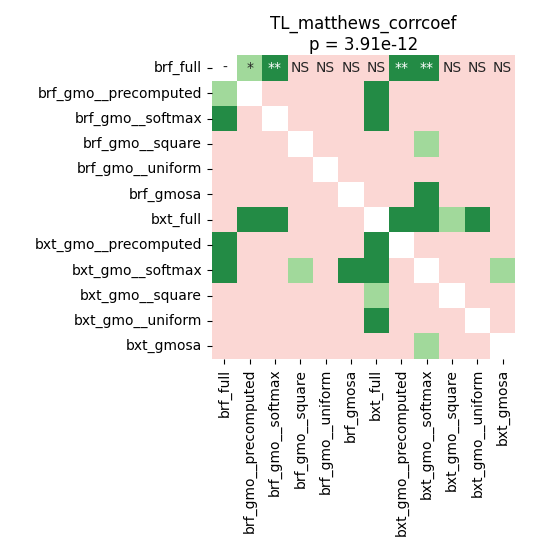 TL_matthews_corrcoef
p = 3.91e-12
brf_full - * ** NS NS NS NS ** ** NS NS NS
brf_gmo__precomputed
brf_gmo__softmax
brf_gmo__square
brf_gmo__uniform
brf_gmosa
bxt_full
bxt_gmo__precomputed
bxt_gmo__softmax
bxt_gmo__square
bxt_gmo__uniform
bxt_gmosa
brf_full
brf_gmo__precomputed
brf_gmo__softmax
brf_gmo__square
brf_gmo__uniform
brf_gmosa
bxt_full
bxt_gmo__precomputed
bxt_gmo__softmax
bxt_gmo__square
bxt_gmo__uniform
bxt_gmosa